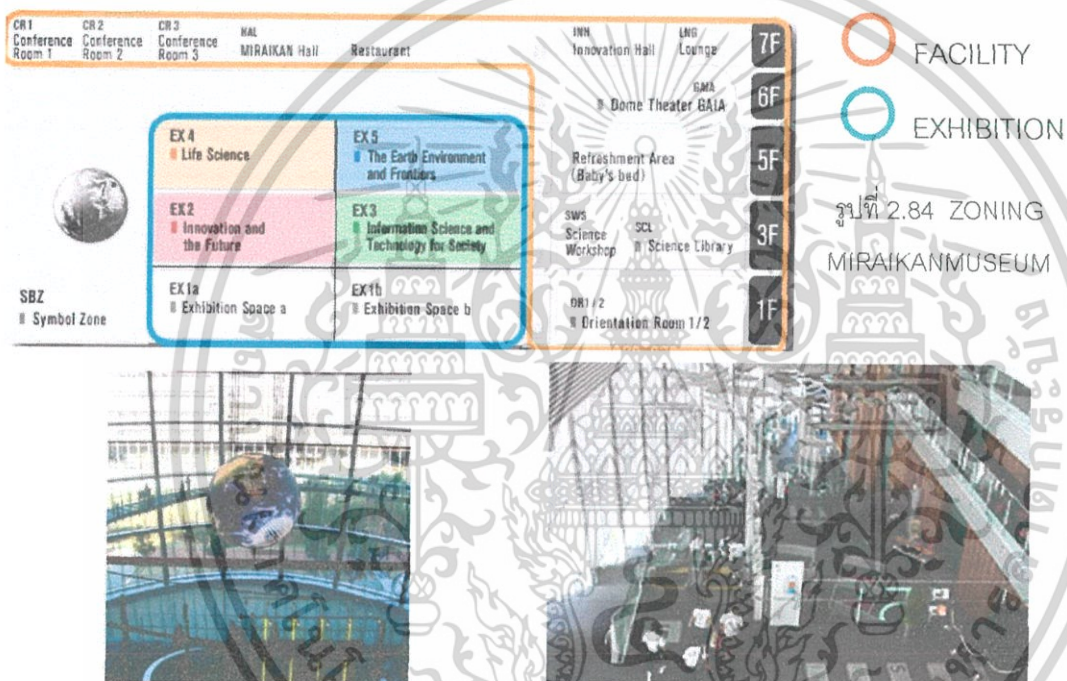 CR1
Conference
Room 1
CR2
Conference
Room 2
CR3
Conference
Room 3
HAL
MIRAIKAN Hall
Restaurant
INH
Innovation Hall
LNG
Lounge
7F
GAIA
Dome Theater GAIA
6F
EX4
Life Science
EX5
The Earth Environment
and Frontiers
Refreshment Area
(Baby's bed)
5F
EX2
Innovation and
the Future
EX3
Information Science and
Technology for Society
SWS
Science
Workshop
SCL
Science Library
3F
SBZ
Symbol Zone
EX1a
Exhibition Space a
EX1b
Exhibition Space b
OR1/2
Orientation Room 1/2
1F
FACILITY
EXHIBITION
รูปที่ 2.84 ZONING
MIRAIKANMUSEUM